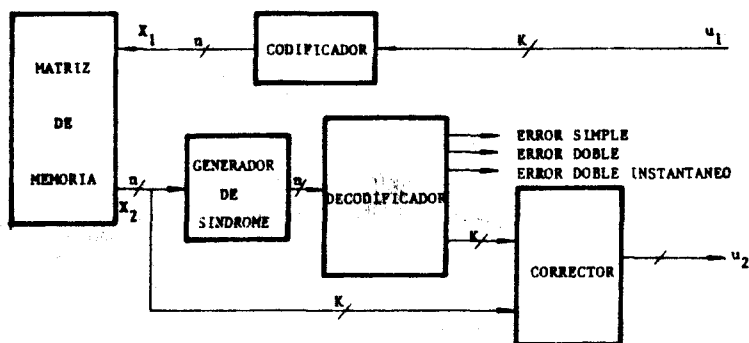 X1
n
CODIFICADOR
K
u1
MATRIZ
DE
MEMORIA
n
X2
GENERADOR
DE
SINDROME
n
DECODIFICADOR
ERROR SIMPLE
ERROR DOBLE
ERROR DOBLE INSTANTANEO
K
K
CORRECTOR
u2